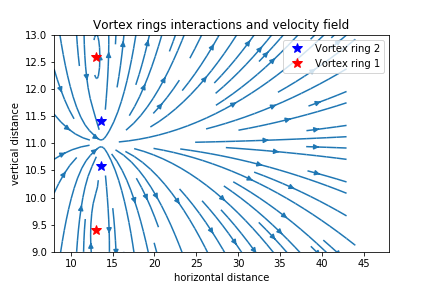 Vortex rings interactions and velocity field
Vortex ring 2
Vortex ring 1
vertical distance
13.0
12.5
12.0
11.5
11.0
10.5
10.0
9.5
9.0
10 15 20 25 30 35 40 45
horizontal distance